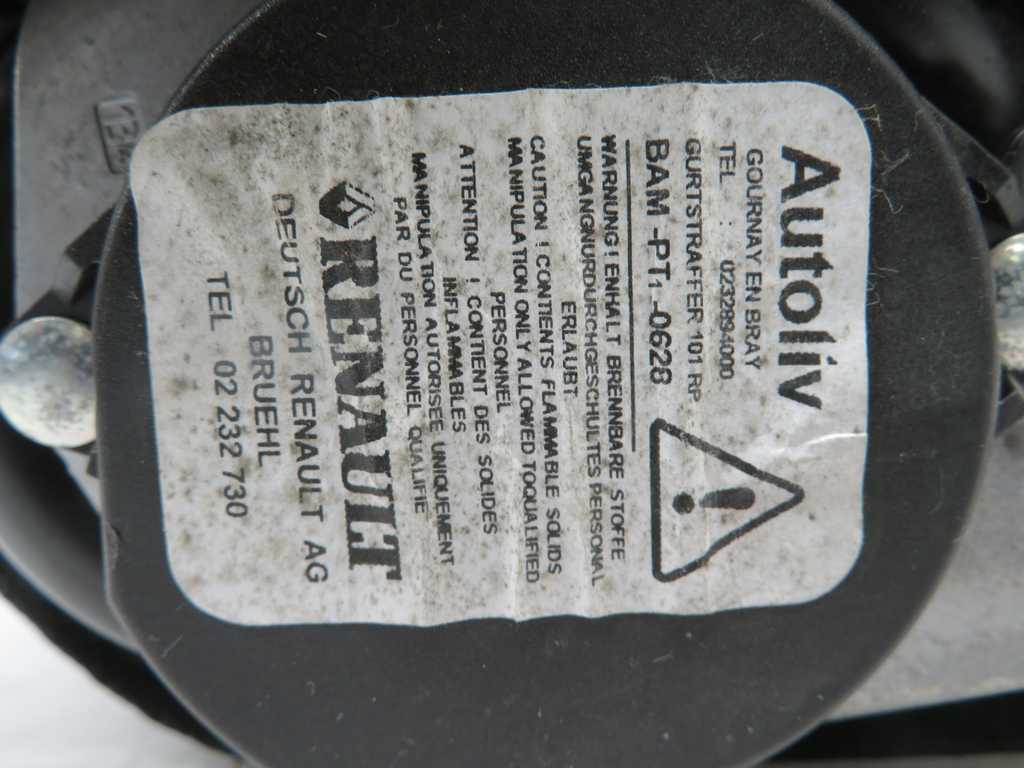 Autoliv
GOURNAY EN BRAY
TEL : 0232894000
GURTSTRAFFER 101 RP
BAM -PT1 -0628
WARNUNG ! ENHALT BRENNBARE STOFFE
UMGANGNURDURCHGESCHULTES PERSONAL
ERLAUBT
CAUTION ! CONTIENTS FLAMMABLE SOLIDS
MANIPULATION ONLY ALLOWED TOQUALIFIED
PERSONNEL
ATTENTION ! CONTIENT DES SOLIDES
INFLAMMABLES
MANIPULATION AUTORISEE UNIQUEMENT
PAR DU PERSONNEL QUALIFIE
RENAULT
DEUTSCH RENAULT AG
BRUEHL
TEL 02 232 730